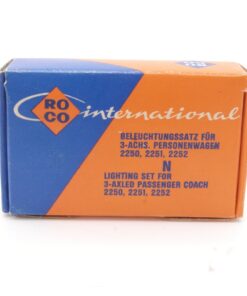 RO
CO
international
BELEUCHTUNGSSATZ FÜR
3-ACHS. PERSONENWAGEN
2250, 2251, 2252
N
LIGHTING SET FOR
3-AXLED PASSENGER COACH
2250, 2251, 2252